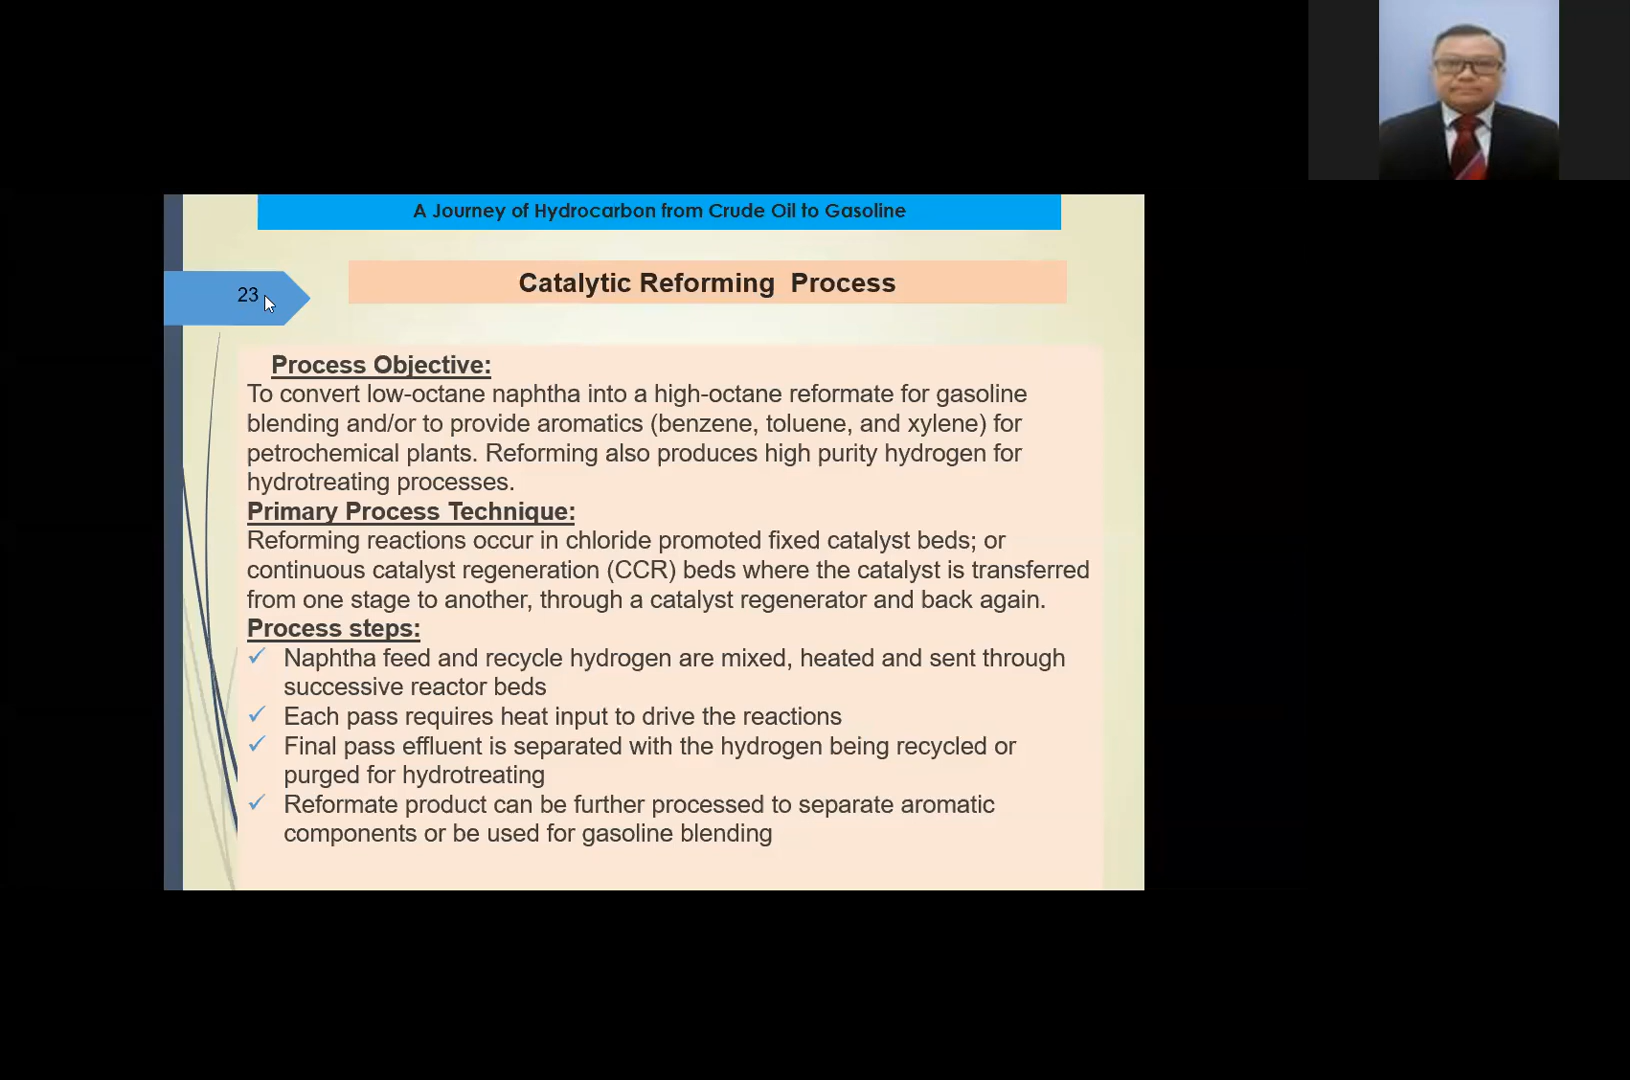 A Journey of Hydrocarbon from Crude Oil to Gasoline
23
Catalytic Reforming Process
Process Objective:
To convert low-octane naphtha into a high-octane reformate for gasoline
blending and/or to provide aromatics (benzene, toluene, and xylene) for
petrochemical plants. Reforming also produces high purity hydrogen for
hydrotreating processes.
Primary Process Technique:
Reforming reactions occur in chloride promoted fixed catalyst beds; or
continuous catalyst regeneration (CCR) beds where the catalyst is transferred
from one stage to another, through a catalyst regenerator and back again.
Process steps:
✓ Naphtha feed and recycle hydrogen are mixed, heated and sent through
successive reactor beds
✓ Each pass requires heat input to drive the reactions
✓ Final pass effluent is separated with the hydrogen being recycled or
purged for hydrotreating
✓ Reformate product can be further processed to separate aromatic
components or be used for gasoline blending